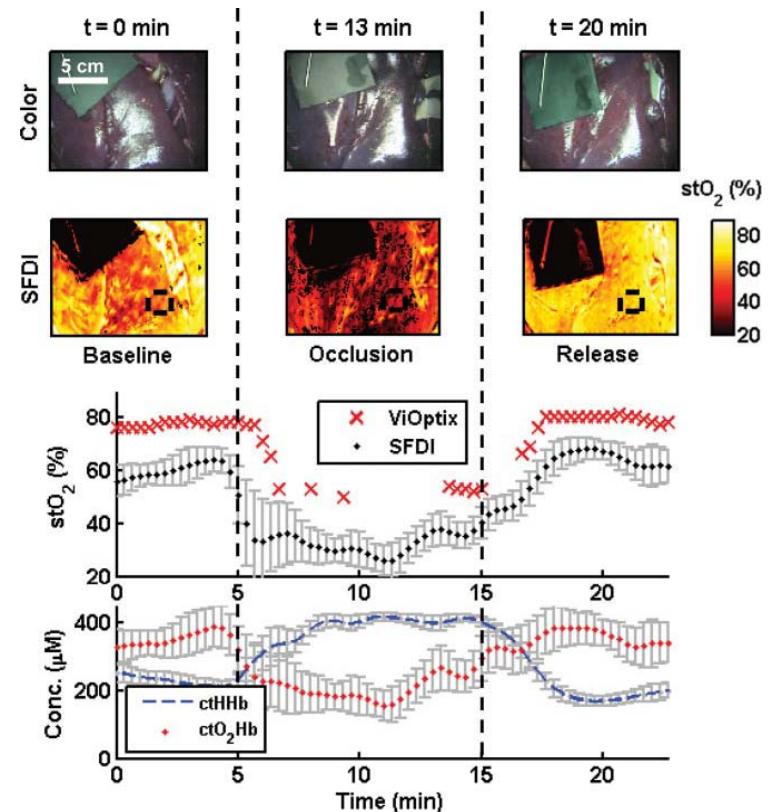 t = 0 min
t = 13 min
t = 20 min
Color
5 cm
SFDI
stO₂ (%)
80
60
40
20
Baseline
Occlusion
Release
stO₂ (%)
80
60
40
20
ViOptix
SFDI
0
5
10
15
20
Conc. (μM)
400
200
0
ctHHb
ctO₂Hb
0
5
10
15
20
Time (min)